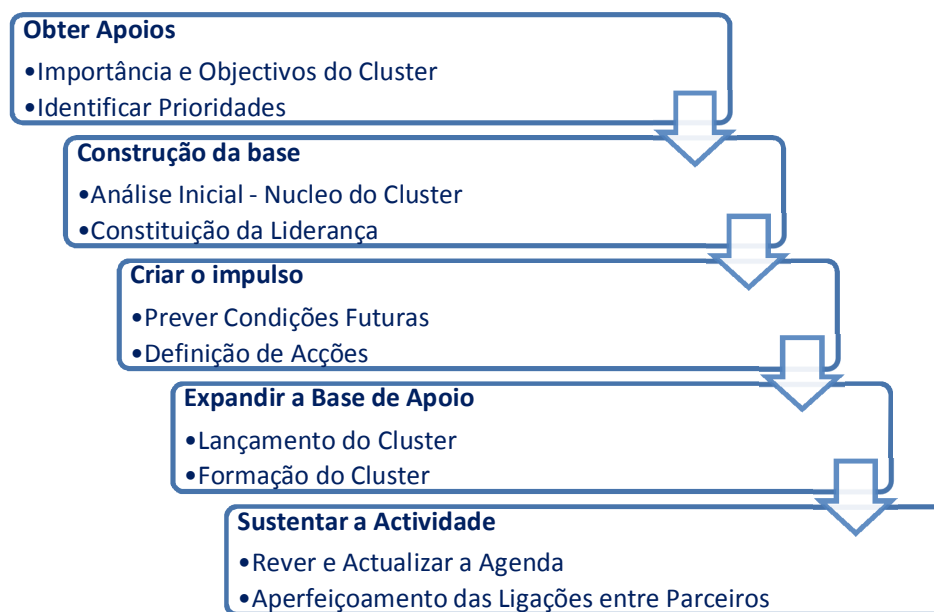 Obter Apoios
•Importância e Objectivos do Cluster
•Identificar Prioridades
Construção da base
•Análise Inicial - Nucleo do Cluster
•Constituição da Liderança
Criar o impulso
•Prever Condições Futuras
•Definição de Acções
Expandir a Base de Apoio
•Lançamento do Cluster
•Formação do Cluster
Sustentar a Actividade
•Rever e Actualizar a Agenda
•Aperfeiçoamento das Ligações entre Parceiros